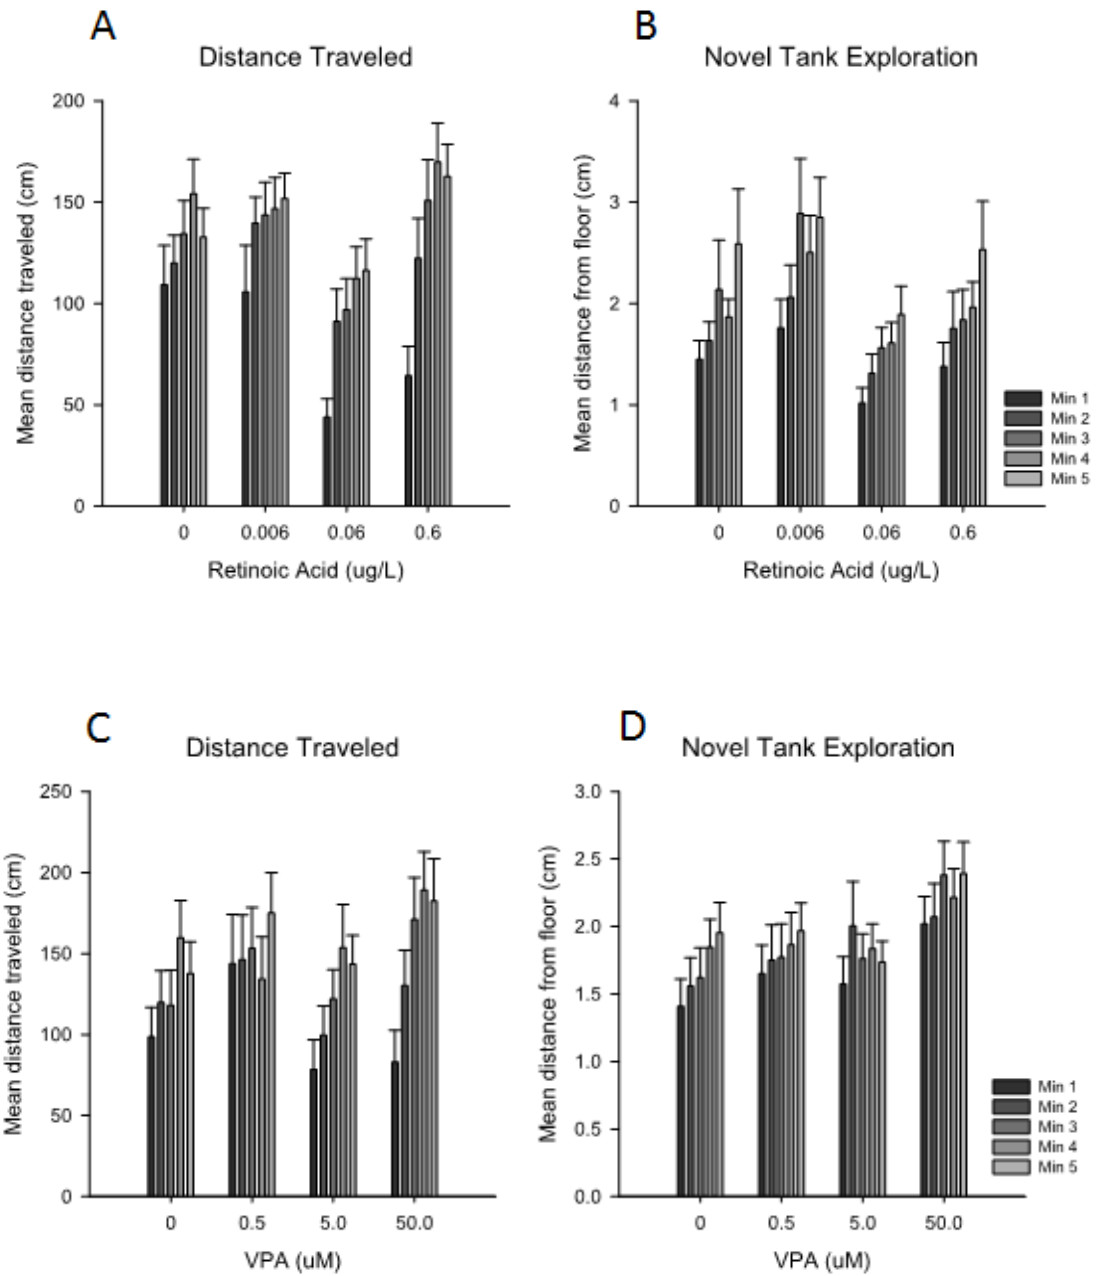 A
Distance Traveled
Mean distance traveled (cm)
200
150
100
50
0
0 0.006 0.06 0.6
Retinoic Acid (ug/L)
B
Novel Tank Exploration
Mean distance from floor (cm)
4
3
2
1
0
0 0.006 0.06 0.6
Retinoic Acid (ug/L)
Min 1
Min 2
Min 3
Min 4
Min 5
C
Distance Traveled
Mean distance traveled (cm)
250
200
150
100
50
0
0 0.5 5.0 50.0
VPA (uM)
D
Novel Tank Exploration
Mean distance from floor (cm)
3.0
2.5
2.0
1.5
1.0
0.5
0.0
0 0.5 5.0 50.0
VPA (uM)
Min 1
Min 2
Min 3
Min 4
Min 5